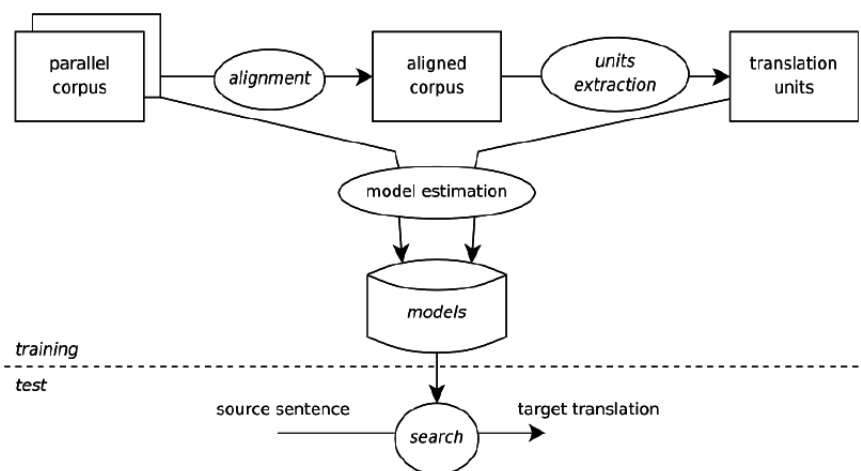 parallel
corpus
alignment
aligned
corpus
units
extraction
translation
units
model estimation
models
training
test
source sentence
target translation
search